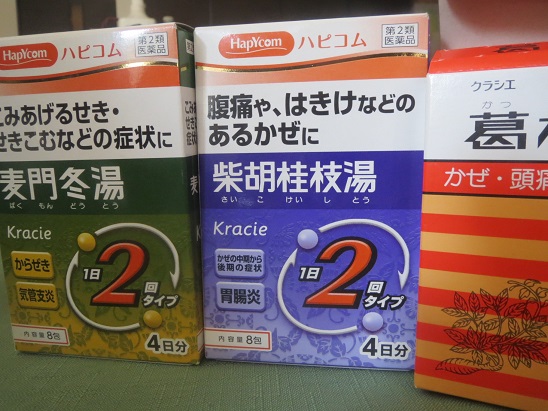 HapYcom ハピコム
第2類
医薬品
こみあげるせき・
せきこむなどの症状に
麦門冬湯
ばくもんどうとう
Kracie
からぜき
気管支炎
1日2回
タイプ
内容量8包
4日分
HapYcom ハピコム
第2類
医薬品
腹痛や、はきけなどの
あるかぜに
柴胡桂枝湯
さいこけいしとう
Kracie
かぜの中期から
後期の症状
胃腸炎
1日2回
タイプ
内容量8包
4日分
クラシエ
かっ
葛
かぜ・頭痛